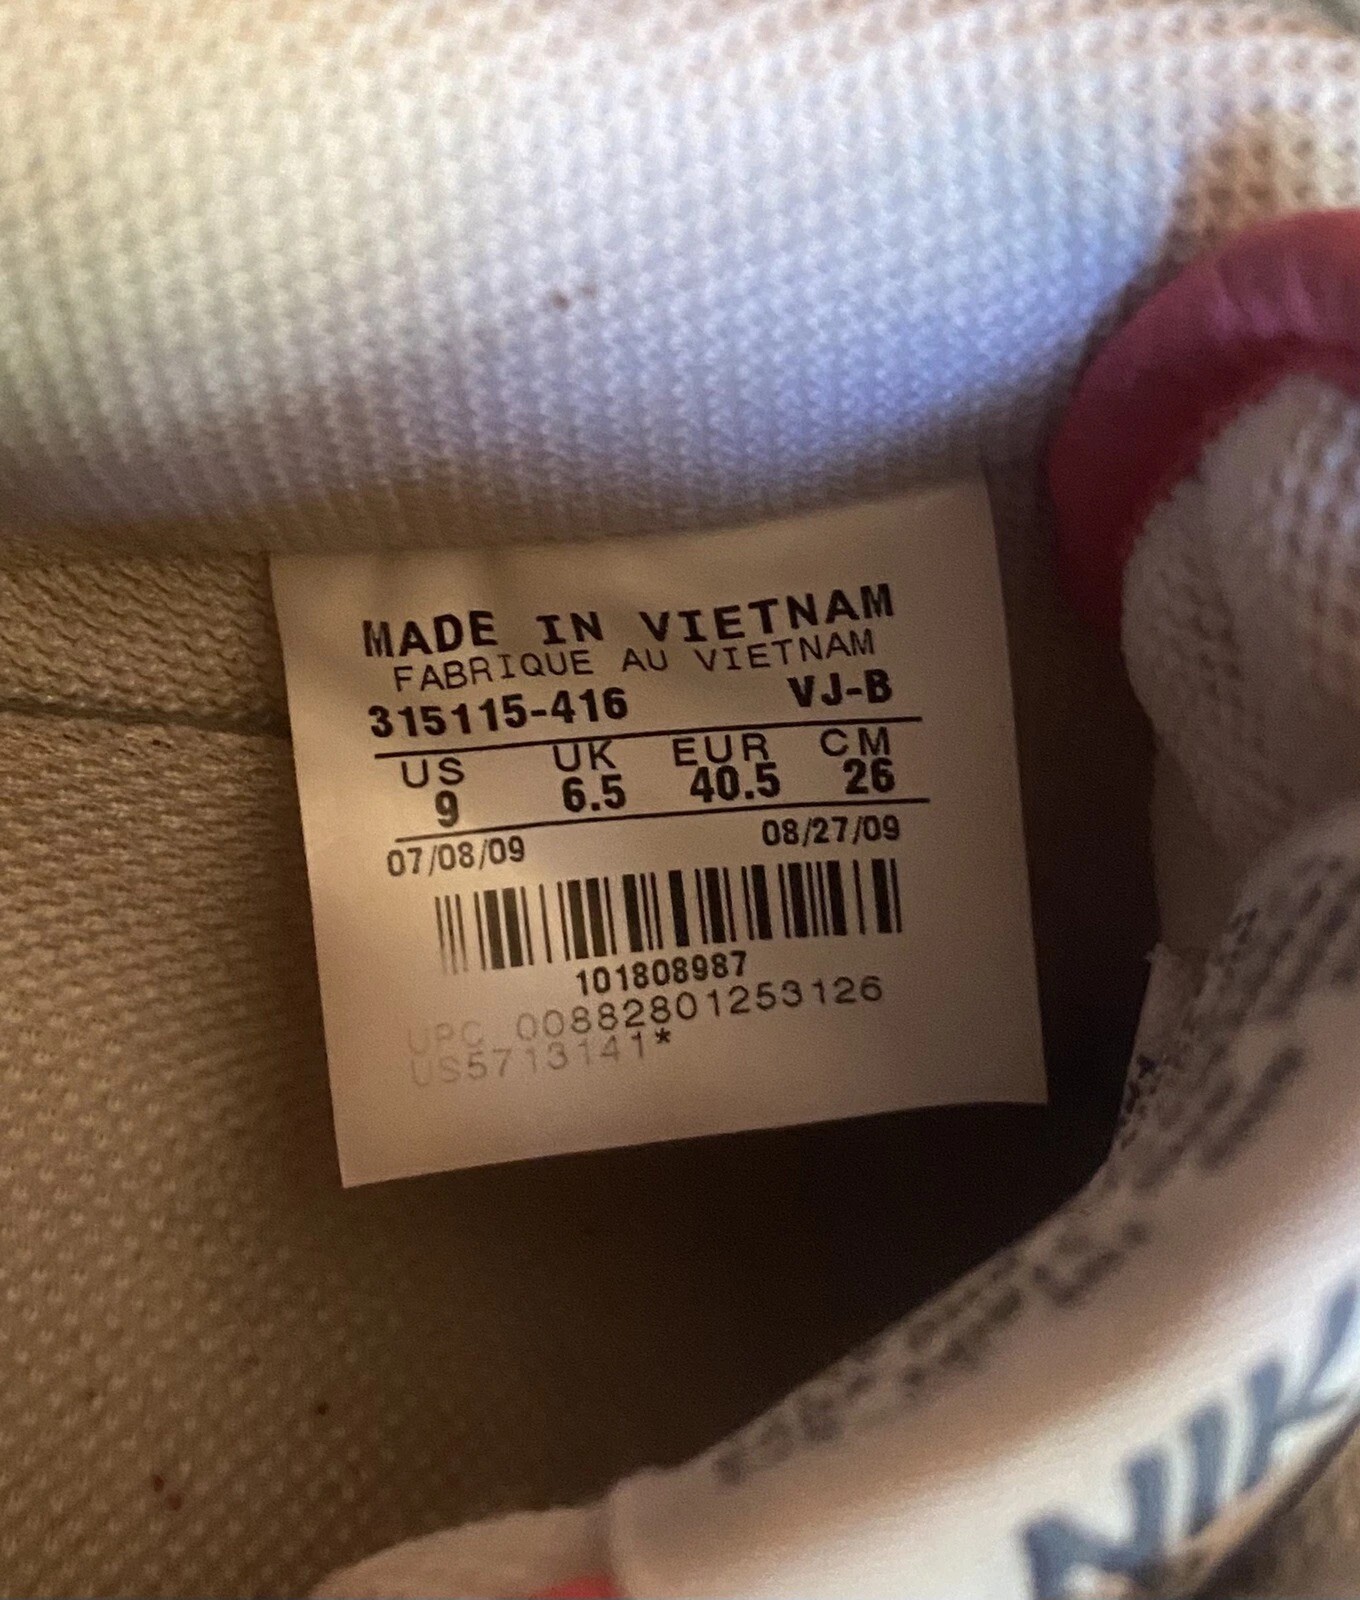 MADE IN VIETNAM
FABRIQUE AU VIETNAM
315115-416 VJ-B
US UK EUR CM
9 6.5 40.5 26
07/08/09 08/27/09
101808987
UPC 00882801253126
US5713141*
NIK